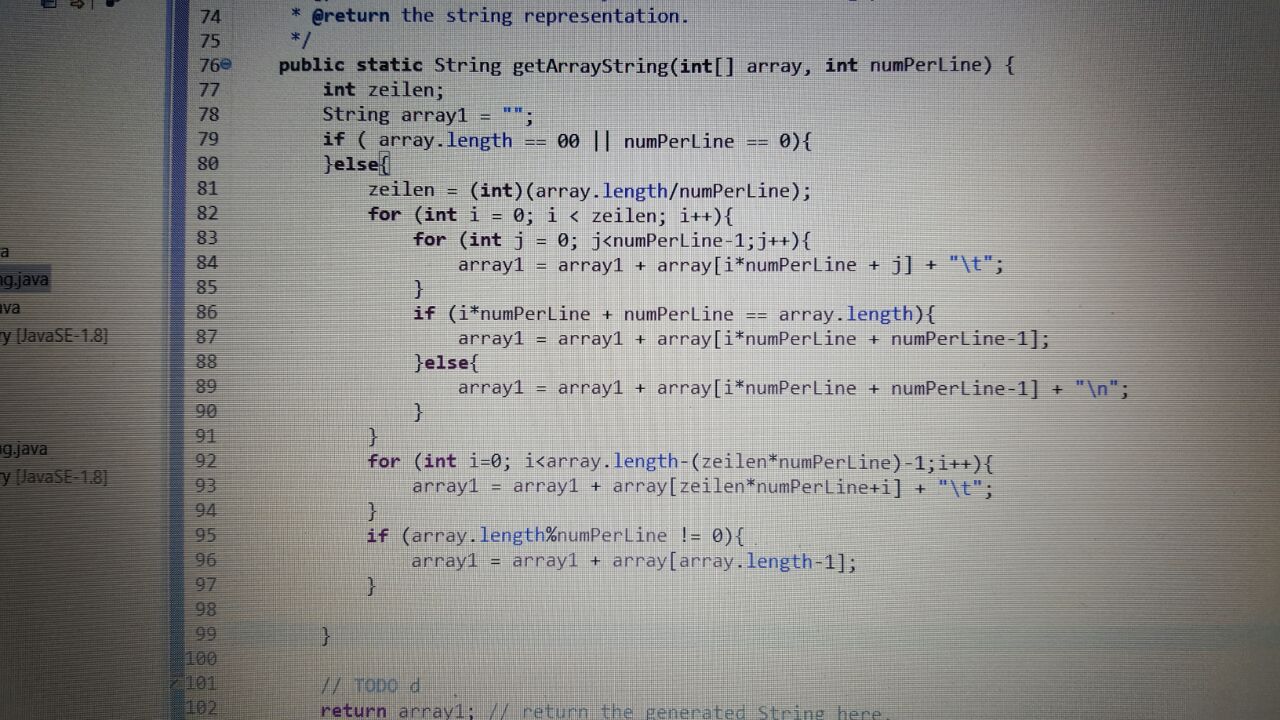 74 * @return the string representation.
75 */
76 public static String getArrayString(int[] array, int numPerLine) {
77 int zeilen;
78 String array1 = "";
79 if ( array.length == 00 || numPerLine == 0){
80 }else{
81 zeilen = (int)(array.length/numPerLine);
82 for (int i = 0; i < zeilen; i++){
83 for (int j = 0; j<numPerLine-1;j++){
84 array1 = array1 + array[i*numPerLine + j] + "\t";
85 }
86 if (i*numPerLine + numPerLine == array.length){
87 array1 = array1 + array[i*numPerLine + numPerLine-1];
88 }else{
89 array1 = array1 + array[i*numPerLine + numPerLine-1] + "\n";
90 }
91 }
92 for (int i=0; i<array.length-(zeilen*numPerLine)-1;i++){
93 array1 = array1 + array[zeilen*numPerLine+i] + "\t";
94 }
95 if (array.length%numPerLine != 0){
96 array1 = array1 + array[array.length-1];
97 }
98
99 }
100
101 // TODO d
102 return array1; // return the generated String here.
a
ng.java
ava
ry [JavaSE-1.8]
g.java
ry [JavaSE-1.8]